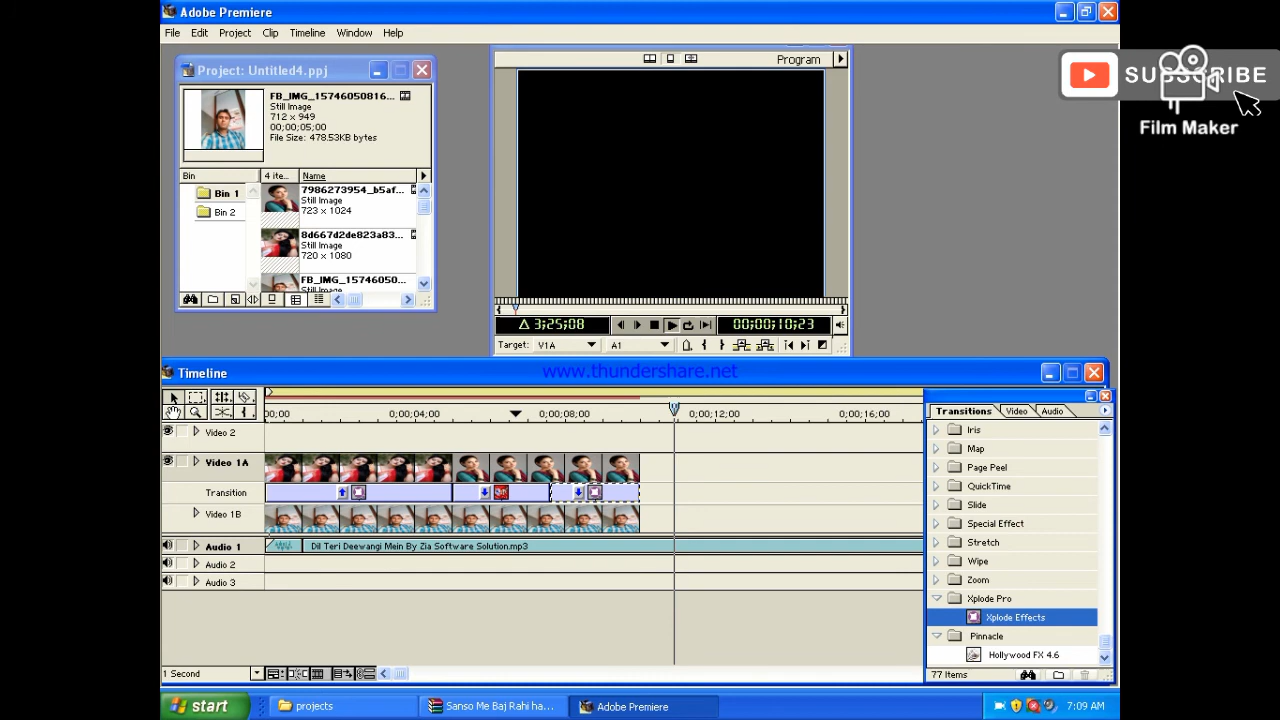 Adobe Premiere
File Edit Project Clip Timeline Window Help
Project: Untitled4.ppj
FB_IMG_15746050816...
Still Image
712 x 949
00;00;05;00
File Size: 478.53KB bytes
Bin 4 ite... Name
Bin 1
Bin 2
7986273954_b5af...
Still Image
723 x 1024
8d667d2de823a83...
Still Image
720 x 1080
FB_IMG_1574605O...
Still Image
Program
Δ 3;25;08
00;00;10;23
Target: V1A A1
SUBSCRIBE
Film Maker
Timeline
www.thundershare.net
00;00 0;00;04;00 0;00;08;00 0;00;12;00 0;00;16;00
Video 2
Video 1A
Transition
Video 1B
Audio 1 Dil Teri Deewangi Mein By Zia Software Solution.mp3
Audio 2
Audio 3
1 Second
Transitions Video Audio
Iris
Map
Page Peel
QuickTime
Slide
Special Effect
Stretch
Wipe
Zoom
Xplode Pro
Xplode Effects
Pinnacle
Hollywood FX 4.6
77 Items
start projects Sanso Me Baj Rahi ha... Adobe Premiere 7:09 AM